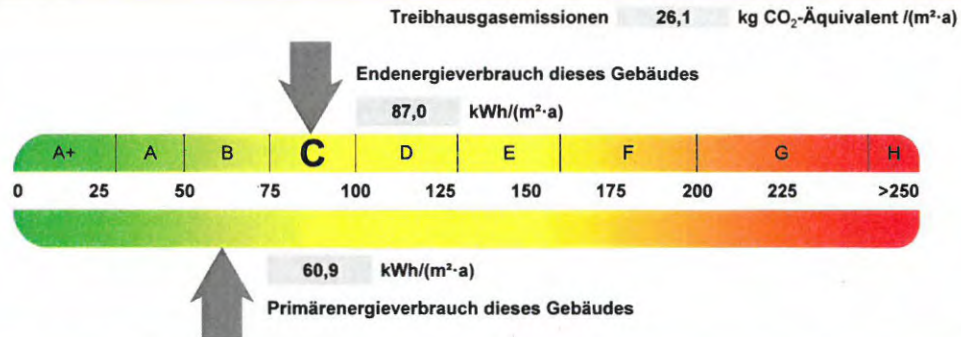 Treibhausgasemissionen 26,1 kg CO₂-Äquivalent /(m²·a)
Endenergieverbrauch dieses Gebäudes
87,0 kWh/(m²·a)
A+ A B C D E F G H
0 25 50 75 100 125 150 175 200 225 >250
60,9 kWh/(m²·a)
Primärenergieverbrauch dieses Gebäudes